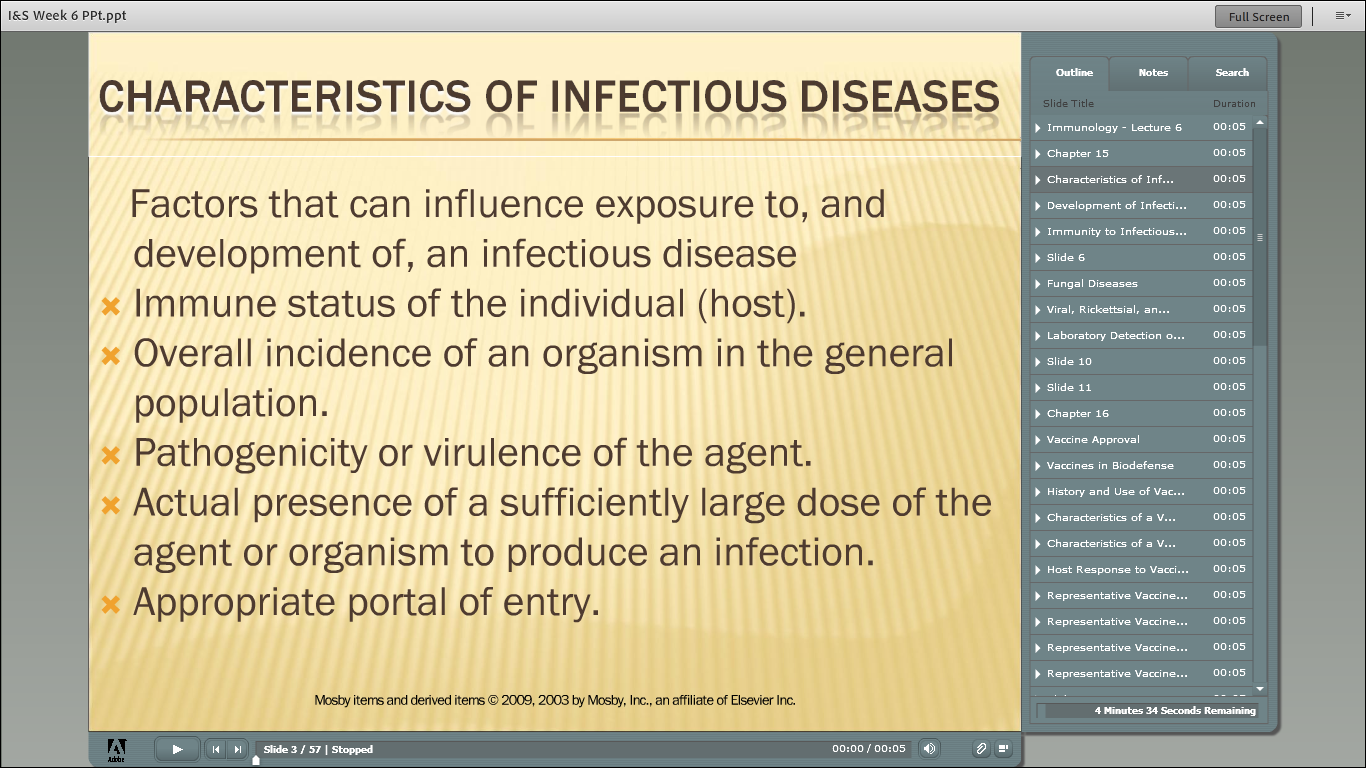 I&S Week 6 PPt.ppt
Full Screen
CHARACTERISTICS OF INFECTIOUS DISEASES
Factors that can influence exposure to, and
development of, an infectious disease
Immune status of the individual (host).
Overall incidence of an organism in the general
population.
Pathogenicity or virulence of the agent.
Actual presence of a sufficiently large dose of the
agent or organism to produce an infection.
Appropriate portal of entry.
Mosby items and derived items © 2009, 2003 by Mosby, Inc., an affiliate of Elsevier Inc.
Outline Notes Search
Slide Title Duration
Immunology - Lecture 6 00:05
Chapter 15 00:05
Characteristics of Inf... 00:05
Development of Infecti... 00:05
Immunity to Infectious... 00:05
Slide 6 00:05
Fungal Diseases 00:05
Viral, Rickettsial, an... 00:05
Laboratory Detection o... 00:05
Slide 10 00:05
Slide 11 00:05
Chapter 16 00:05
Vaccine Approval 00:05
Vaccines in Biodefense 00:05
History and Use of Vac... 00:05
Characteristics of a V... 00:05
Characteristics of a V... 00:05
Host Response to Vacci... 00:05
Representative Vaccine... 00:05
Representative Vaccine... 00:05
Representative Vaccine... 00:05
Representative Vaccine... 00:05
4 Minutes 34 Seconds Remaining
Adobe
Slide 3 / 57 | Stopped 00:00 / 00:05